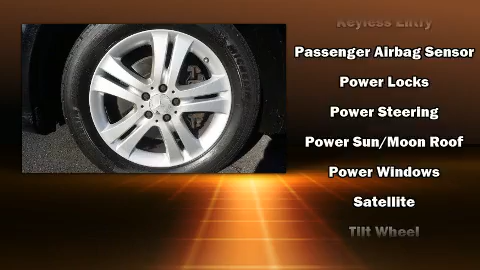 Keyless Entry
Passenger Airbag Sensor
Power Locks
Power Steering
Power Sun/Moon Roof
Power Windows
Satellite
Tilt Wheel